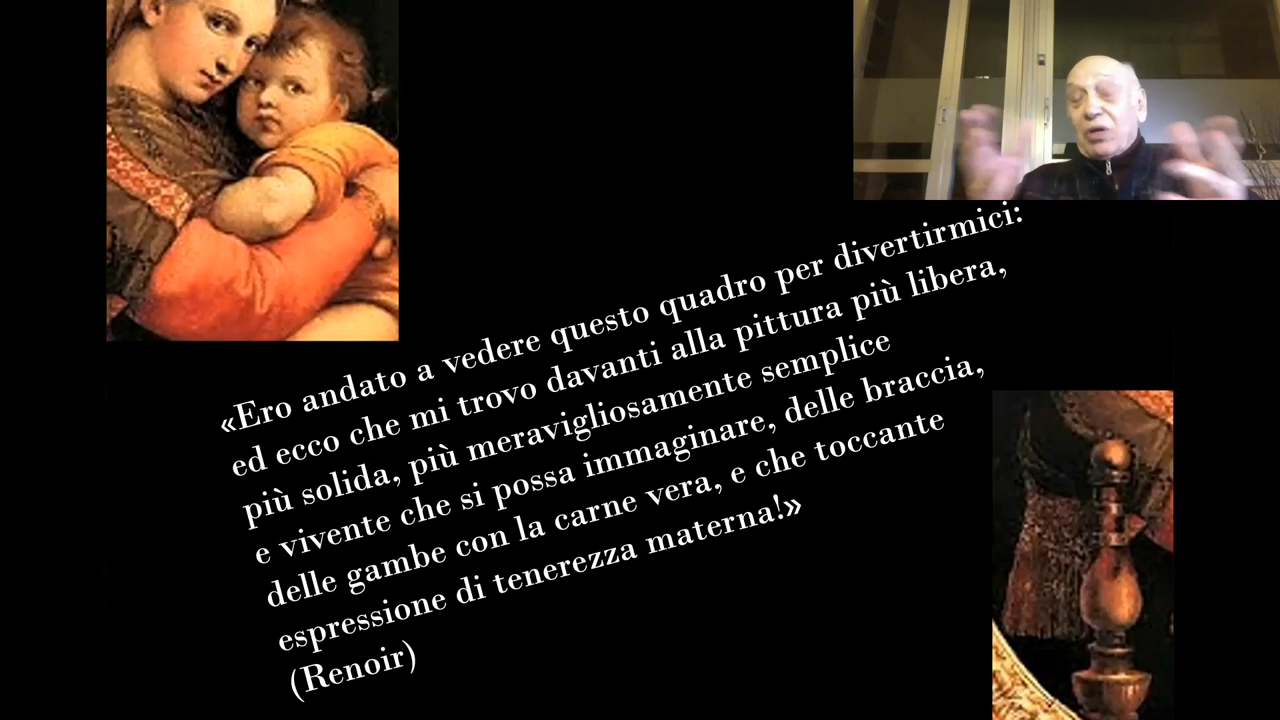 «Ero andato a vedere questo quadro per divertirmici:
ed ecco che mi trovo davanti alla pittura più libera,
più solida, più meravigliosamente semplice
e vivente che si possa immaginare, delle braccia,
delle gambe con la carne vera, e che toccante
espressione di tenerezza materna!»
(Renoir)